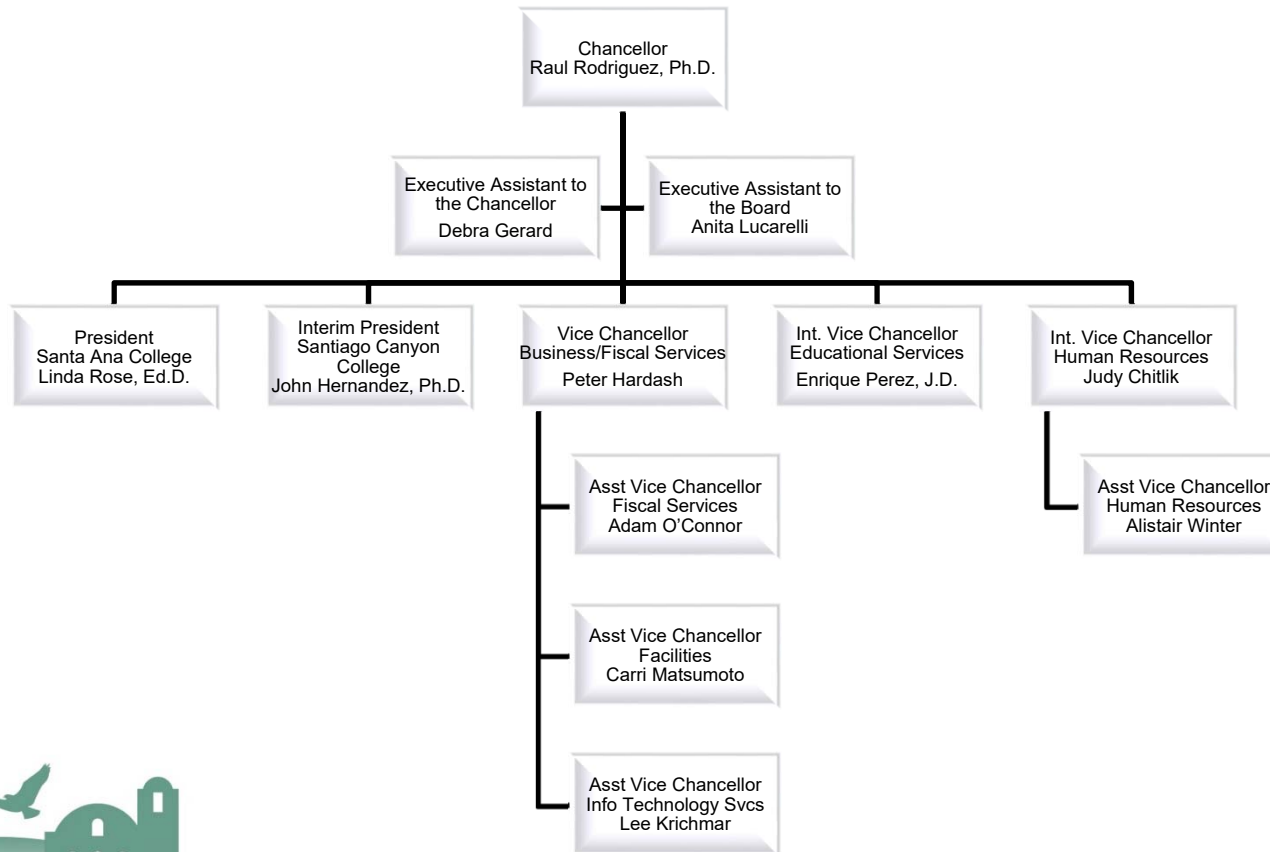 Chancellor
Raul Rodriguez, Ph.D.
Executive Assistant to
the Chancellor
Debra Gerard
Executive Assistant to
the Board
Anita Lucarelli
President
Santa Ana College
Linda Rose, Ed.D.
Interim President
Santiago Canyon
College
John Hernandez, Ph.D.
Vice Chancellor
Business/Fiscal Services
Peter Hardash
Int. Vice Chancellor
Educational Services
Enrique Perez, J.D.
Int. Vice Chancellor
Human Resources
Judy Chitlik
Asst Vice Chancellor
Fiscal Services
Adam O’Connor
Asst Vice Chancellor
Human Resources
Alistair Winter
Asst Vice Chancellor
Facilities
Carri Matsumoto
Asst Vice Chancellor
Info Technology Svcs
Lee Krichmar